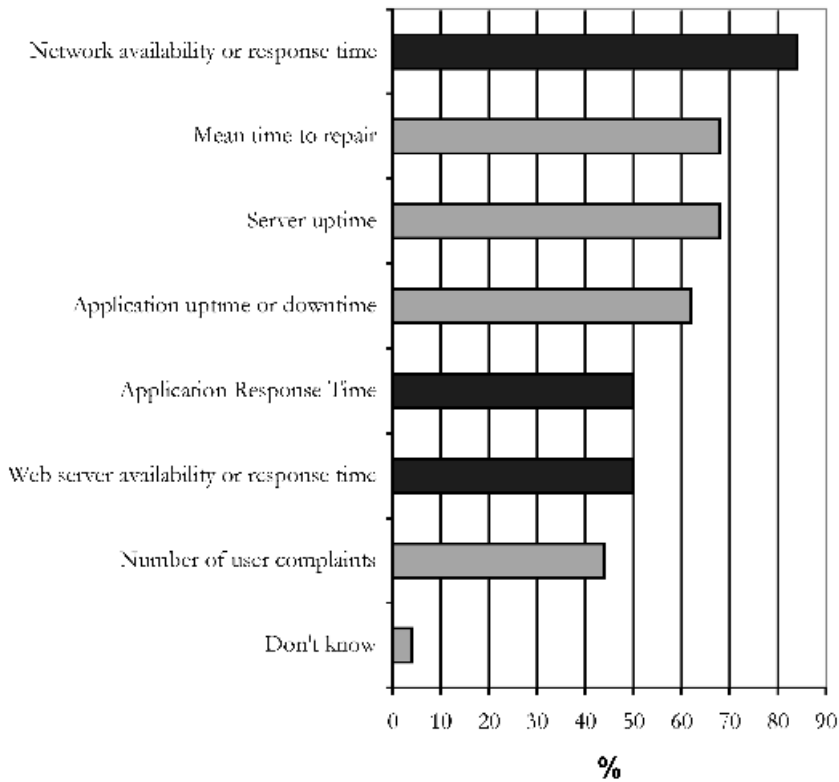 Network availability or response time
Mean time to repair
Server uptime
Application uptime or downtime
Application Response Time
Web server availability or response time
Number of user complaints
Don't know
0 10 20 30 40 50 60 70 80 90
%